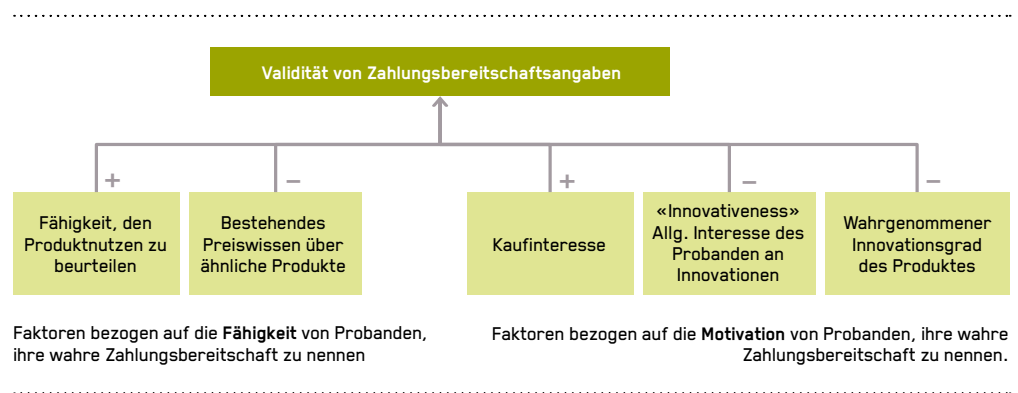 Validität von Zahlungsbereitschaftsangaben
+
–
+
–
–
Fähigkeit, den
Produktnutzen zu
beurteilen
Bestehendes
Preiswissen über
ähnliche Produkte
Kaufinteresse
«Innovativeness»
Allg. Interesse des
Probanden an
Innovationen
Wahrgenommener
Innovationsgrad
des Produktes
Faktoren bezogen auf die Fähigkeit von Probanden,
ihre wahre Zahlungsbereitschaft zu nennen
Faktoren bezogen auf die Motivation von Probanden, ihre wahre
Zahlungsbereitschaft zu nennen.